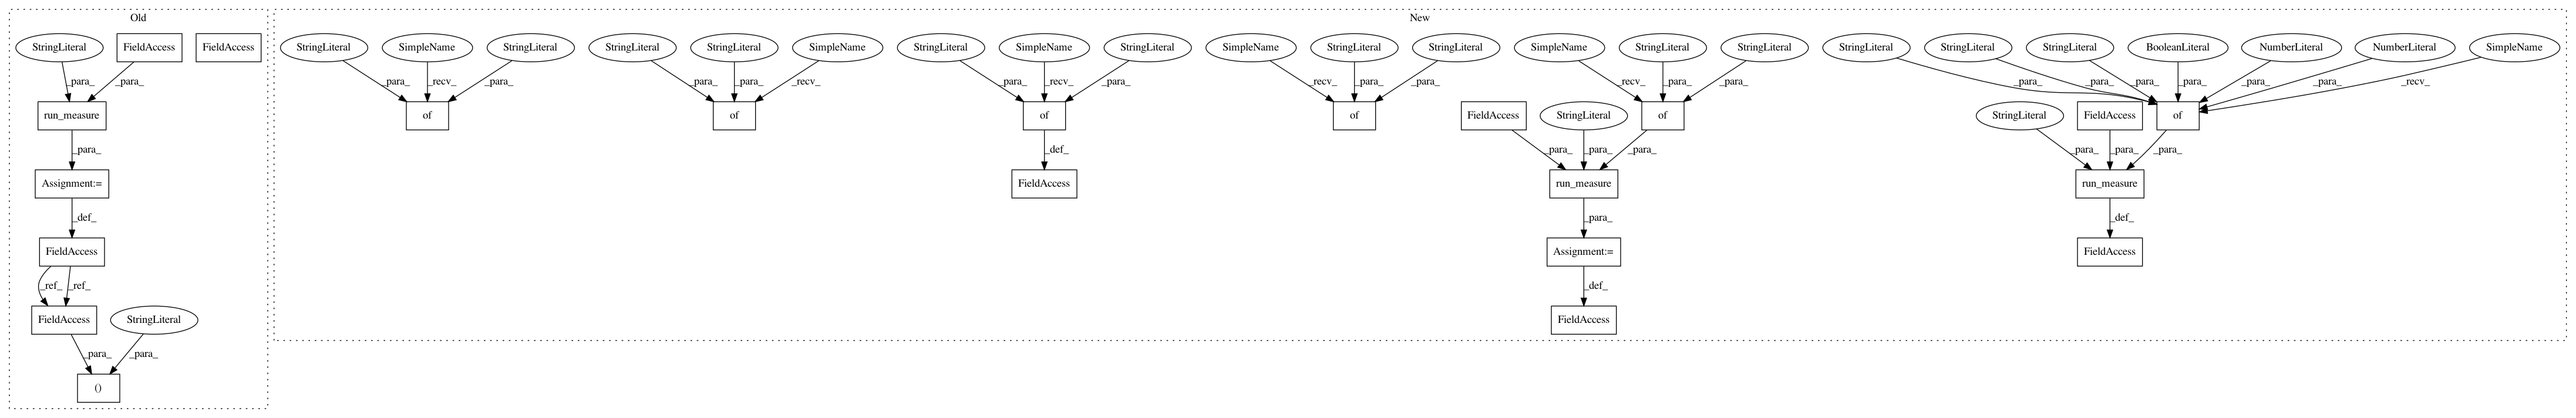 Old New
StringLiteral FieldAccess FieldAccess StringLiteral SimpleName StringLiteral StringLiteral StringLiteral SimpleName StringLiteral SimpleName StringLiteral SimpleName StringLiteral StringLiteral SimpleName StringLiteral StringLiteral StringLiteral StringLiteral StringLiteral BooleanLiteral NumberLiteral NumberLiteral SimpleName
_para_ _para_ _para_ _recv_ _para_ _para_ _para_ _recv_ _para_ _recv_ _para_ _recv_ _para_ _para_ _recv_ _para_ _para_ _para_ _para_ _para_ _para_ _para_ _para_ _recv_
run_measure of of of of FieldAccess StringLiteral of StringLiteral FieldAccess of
_para_ _def_ _para_ _para_ _para_ _para_ _para_ _para_
Assignment:= FieldAccess run_measure run_measure
_def_ _para_ _def_
FieldAccess Assignment:= FieldAccess
_ref_ _ref_ _def_
FieldAccess StringLiteral FieldAccess
_para_ _para_
()